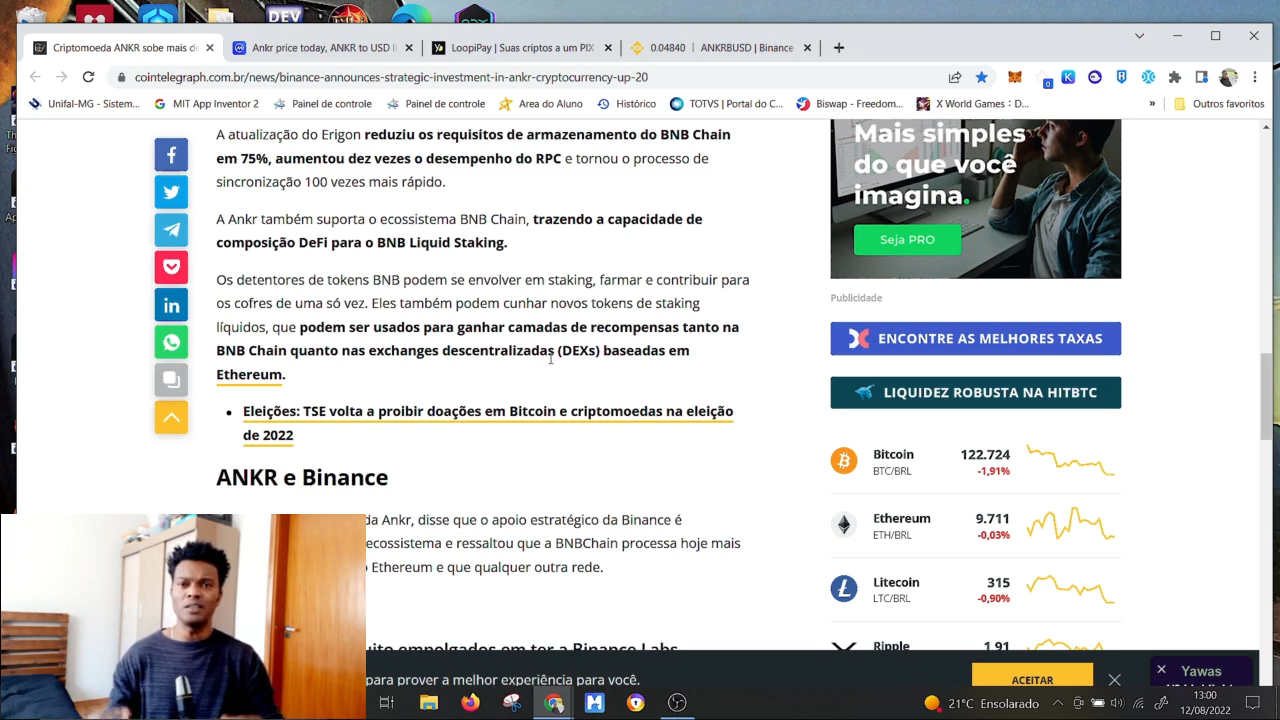 DEV
Criptomoeda ANKR sobe mais de
Ankr price today, ANKR to USD l
LoopiPay | Suas criptos a um PIX
0.04840 | ANKRBUSD | Binance
cointelegraph.com.br/news/binance-announces-strategic-investment-in-ankr-cryptocurrency-up-20
0
Unifal-MG - Sistem...
MIT App Inventor 2
Painel de controle
Painel de controle
Area do Aluno
Histórico
TOTVS | Portal do C...
Biswap - Freedom...
X World Games : D...
»
Outros favoritos
A atualização do Erigon reduziu os requisitos de armazenamento do BNB Chain
em 75%, aumentou dez vezes o desempenho do RPC e tornou o processo de
sincronização 100 vezes mais rápido.
A Ankr também suporta o ecossistema BNB Chain, trazendo a capacidade de
composição DeFi para o BNB Liquid Staking.
Os detentores de tokens BNB podem se envolver em staking, farmar e contribuir para
os cofres de uma só vez. Eles também podem cunhar novos tokens de staking
líquidos, que podem ser usados para ganhar camadas de recompensas tanto na
BNB Chain quanto nas exchanges descentralizadas (DEXs) baseadas em
Ethereum.
Eleições: TSE volta a proibir doações em Bitcoin e criptomoedas na eleição
de 2022
ANKR e Binance
da Ankr, disse que o apoio estratégico da Binance é
ecossistema e ressaltou que a BNBChain processa hoje mais
o Ethereum e que qualquer outra rede.
uito empolgados em ter a Binance Labs
para prover a melhor experiência para você.
Mais simples
do que você
imagina.
Seja PRO
Publicidade
ENCONTRE AS MELHORES TAXAS
LIQUIDEZ ROBUSTA NA HITBTC
Bitcoin 122.724
BTC/BRL -1,91%
Ethereum 9.711
ETH/BRL -0,03%
Litecoin 315
LTC/BRL -0,90%
Ripple 1.91
ACEITAR
Yawas
21°C Ensolarado
13:00
12/08/2022